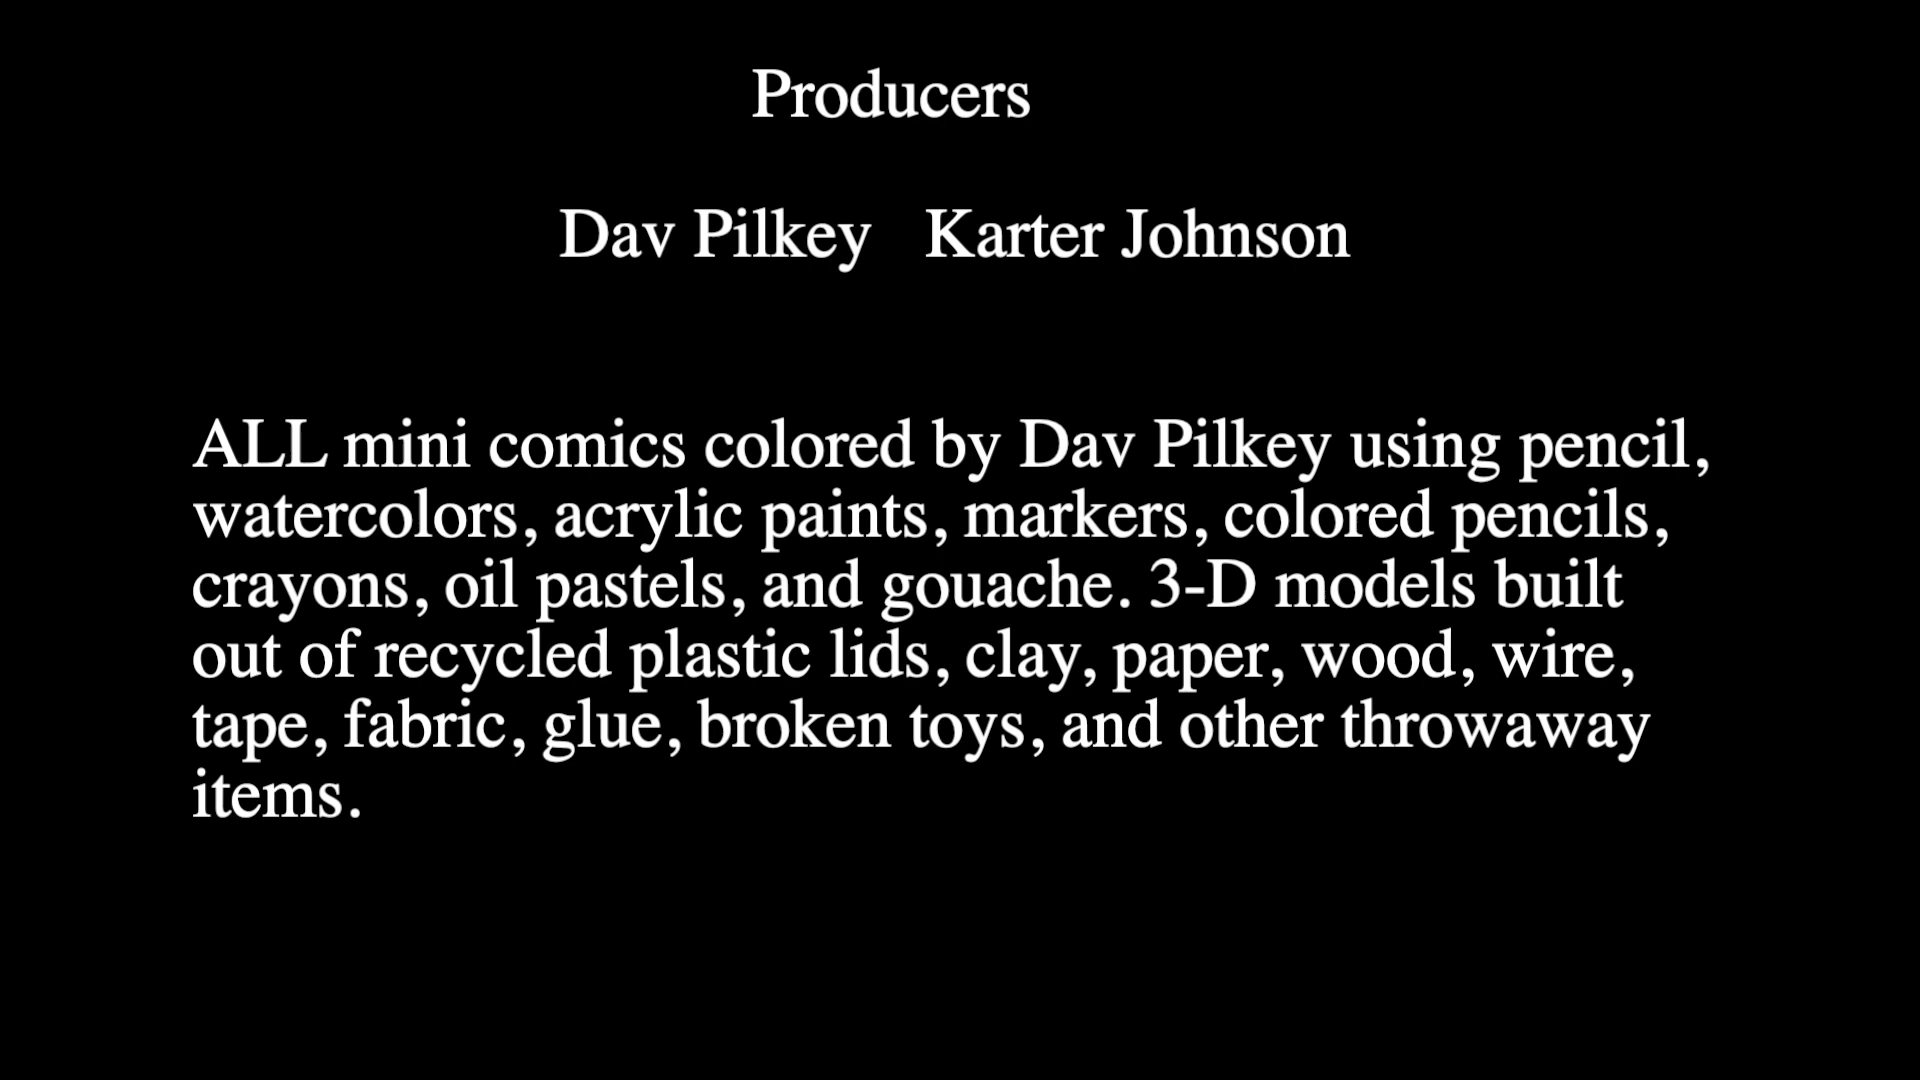 Producers
Dav Pilkey Karter Johnson
ALL mini comics colored by Dav Pilkey using pencil,
watercolors, acrylic paints, markers, colored pencils,
crayons, oil pastels, and gouache. 3-D models built
out of recycled plastic lids, clay, paper, wood, wire,
tape, fabric, glue, broken toys, and other throwaway
items.